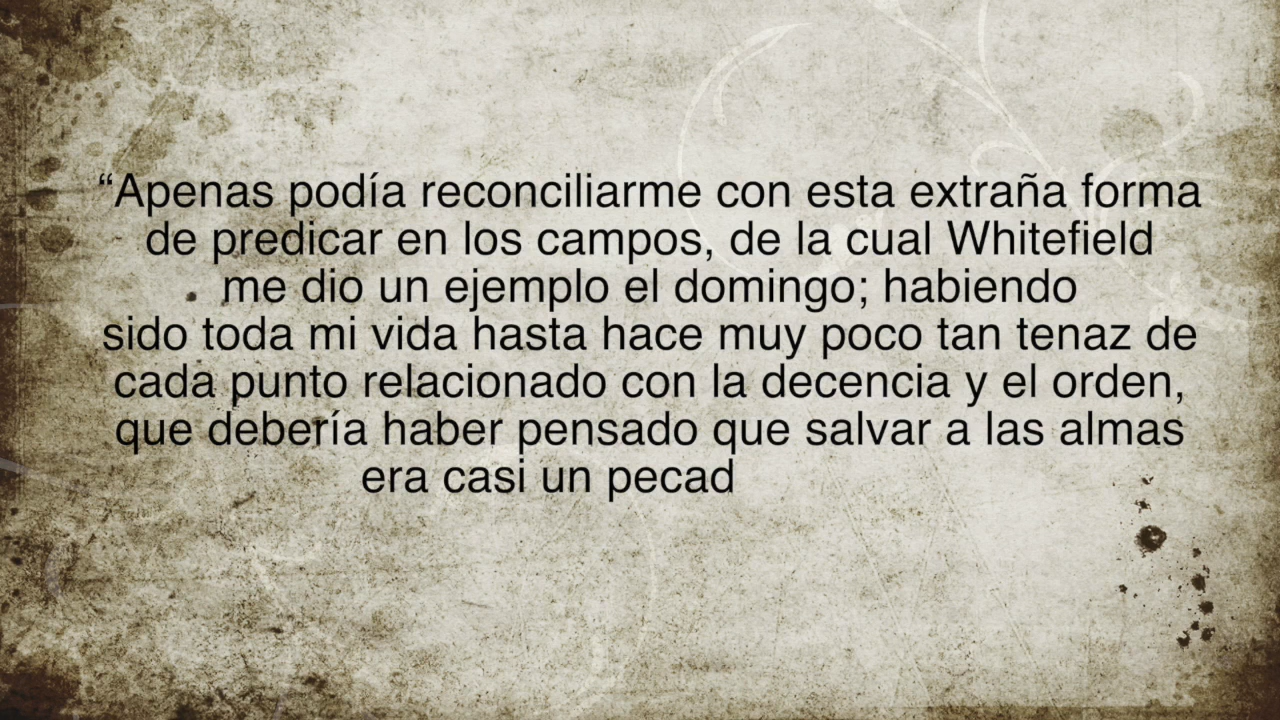 “Apenas podía reconciliarme con esta extraña forma
de predicar en los campos, de la cual Whitefield
me dio un ejemplo el domingo; habiendo
sido toda mi vida hasta hace muy poco tan tenaz de
cada punto relacionado con la decencia y el orden,
que debería haber pensado que salvar a las almas
era casi un pecad